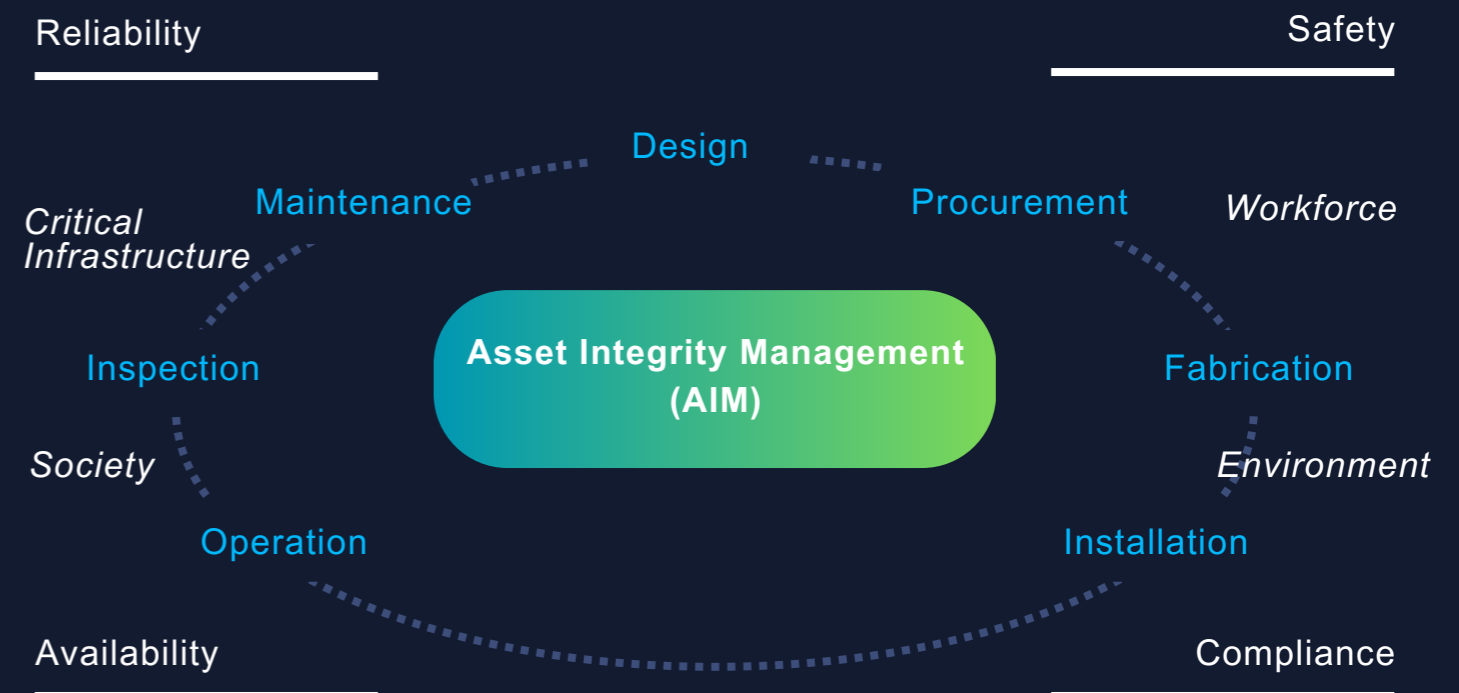 Reliability
Safety
Design
Maintenance
Procurement
Critical
Infrastructure
Workforce
Asset Integrity Management
(AIM)
Inspection
Fabrication
Society
Environment
Operation
Installation
Availability
Compliance